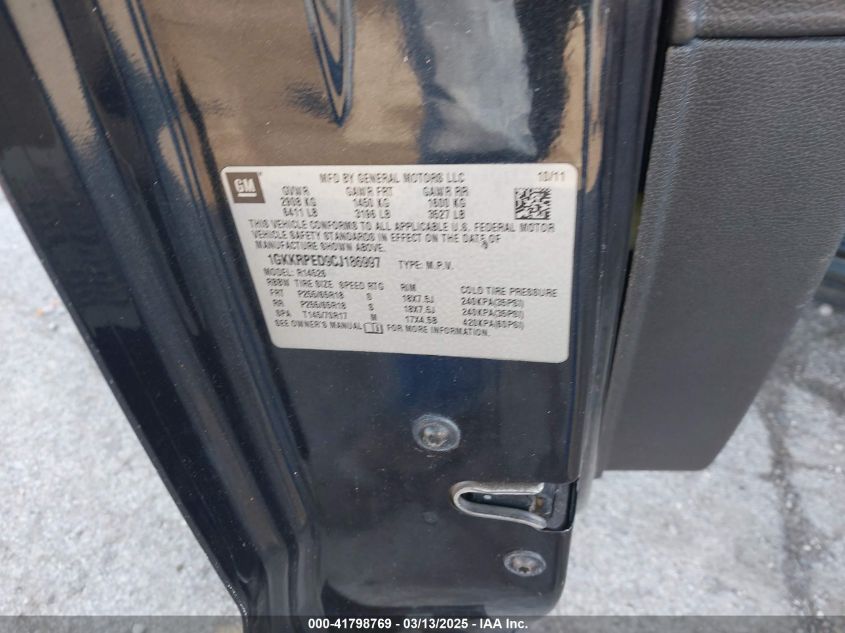 GM
MFD BY GENERAL MOTORS LLC 10/11
GVWR GAWR FRT GAWR RR
2908 KG 1450 KG 1600 KG
6411 LB 3196 LB 3527 LB
THIS VEHICLE CONFORMS TO ALL APPLICABLE U.S. FEDERAL MOTOR
VEHICLE SAFETY STANDARDS IN EFFECT ON THE DATE OF
MANUFACTURE SHOWN ABOVE.
1GKKRPED9CJ186997 TYPE: M.P.V.
MODEL: R14526
RBBW TIRE SIZE SPEED RTG RIM COLD TIRE PRESSURE
FRT P255/65R18 S 18X7.5J 240KPA(35PSI)
RR P255/65R18 S 18X7.5J 240KPA(35PSI)
SPA T145/70R17 M 17X4.5B 420KPA(60PSI)
SEE OWNER'S MANUAL FOR MORE INFORMATION.
000-41798769 — 03/13/2025 — IAA Inc.